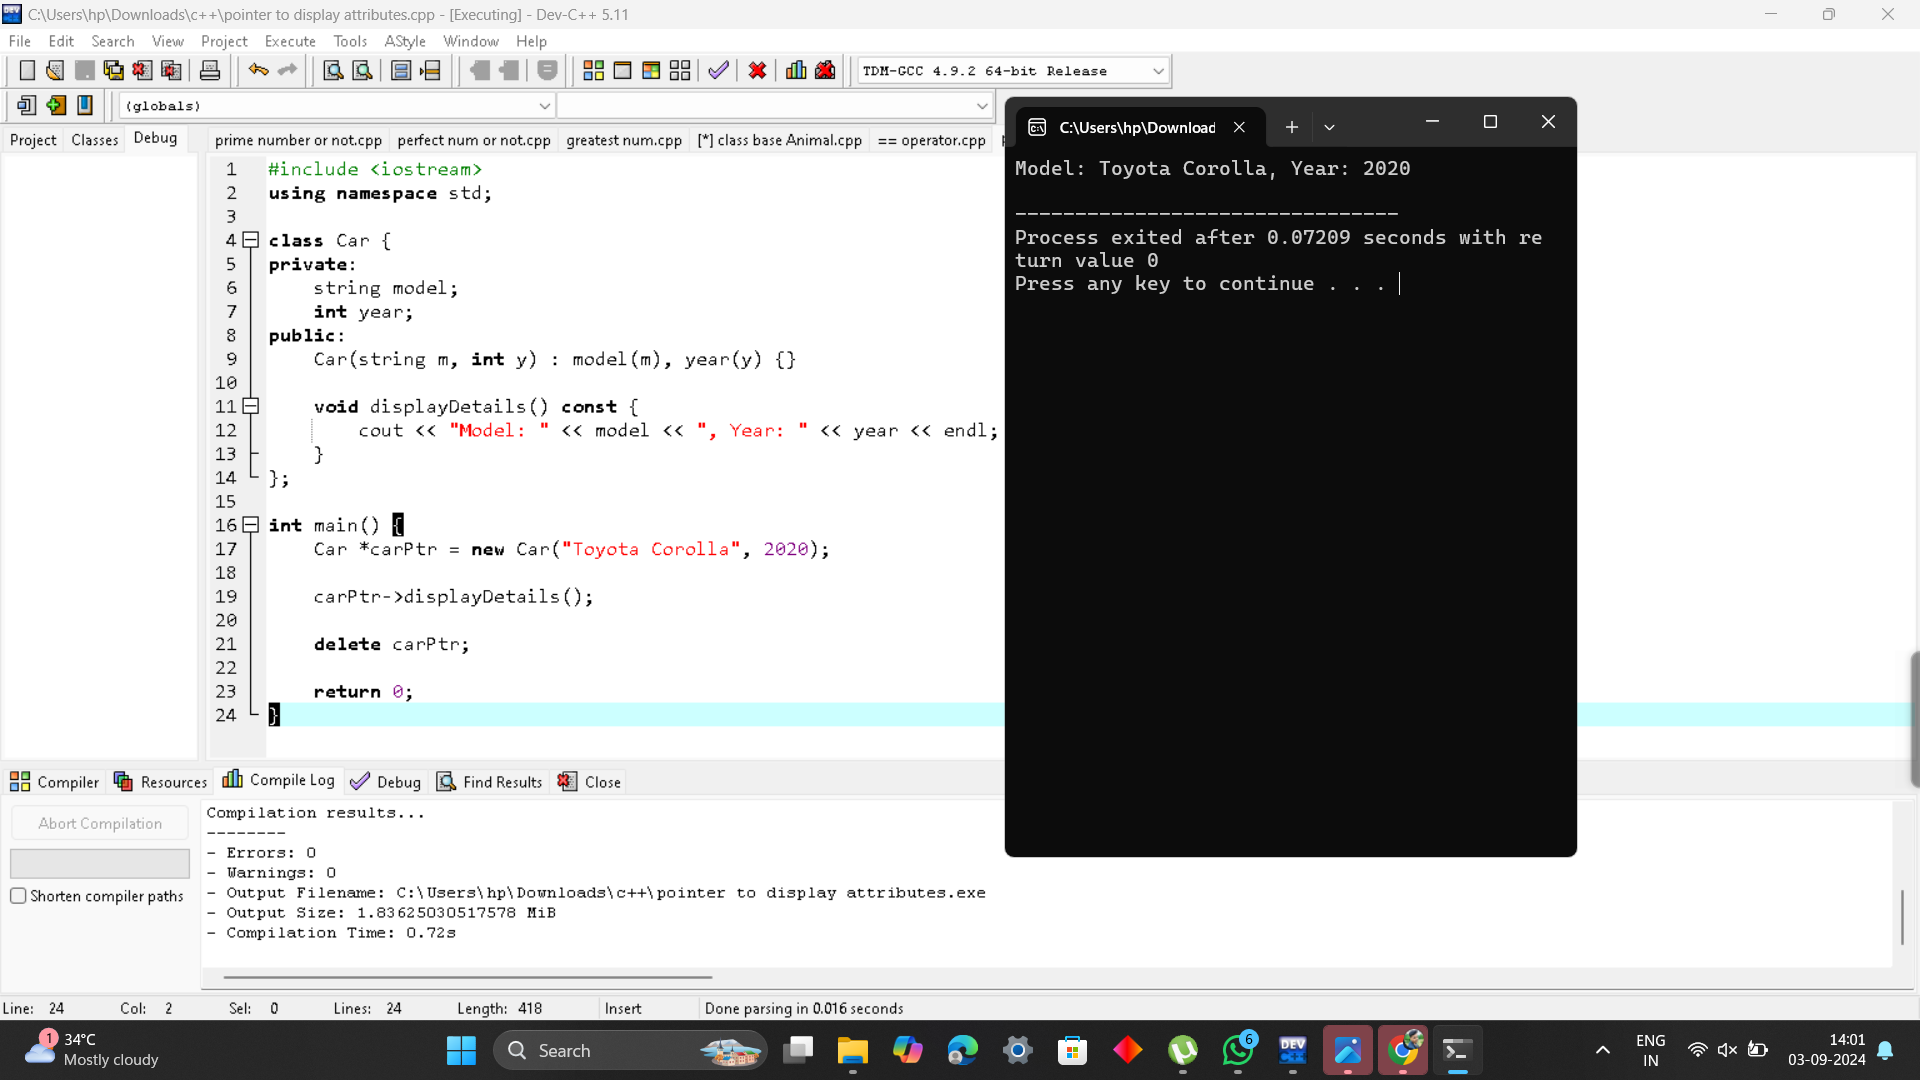 C:\Users\hp\Downloads\c++\pointer to display attributes.cpp - [Executing] - Dev-C++ 5.11
File Edit Search View Project Execute Tools AStyle Window Help
TDM-GCC 4.9.2 64-bit Release
(globals)
Project Classes Debug
prime number or not.cpp perfect num or not.cpp greatest num.cpp [*] class base Animal.cpp == operator.cpp
1 #include <iostream>
2 using namespace std;
3
4 class Car {
5 private:
6 string model;
7 int year;
8 public:
9 Car(string m, int y) : model(m), year(y) {}
10
11 void displayDetails() const {
12 cout << "Model: " << model << ", Year: " << year << endl;
13 }
14 };
15
16 int main() {
17 Car *carPtr = new Car("Toyota Corolla", 2020);
18
19 carPtr->displayDetails();
20
21 delete carPtr;
22
23 return 0;
24 }
C:\Users\hp\Download
Model: Toyota Corolla, Year: 2020
--------------------------------
Process exited after 0.07209 seconds with re
turn value 0
Press any key to continue . . .
Compiler Resources Compile Log Debug Find Results Close
Abort Compilation
Shorten compiler paths
Compilation results...
--------
- Errors: 0
- Warnings: 0
- Output Filename: C:\Users\hp\Downloads\c++\pointer to display attributes.exe
- Output Size: 1.83625030517578 MiB
- Compilation Time: 0.72s
Line: 24 Col: 2 Sel: 0 Lines: 24 Length: 418 Insert Done parsing in 0.016 seconds
1
34°C
Mostly cloudy
Search
6
DEV
C++
ENG
IN
14:01
03-09-2024